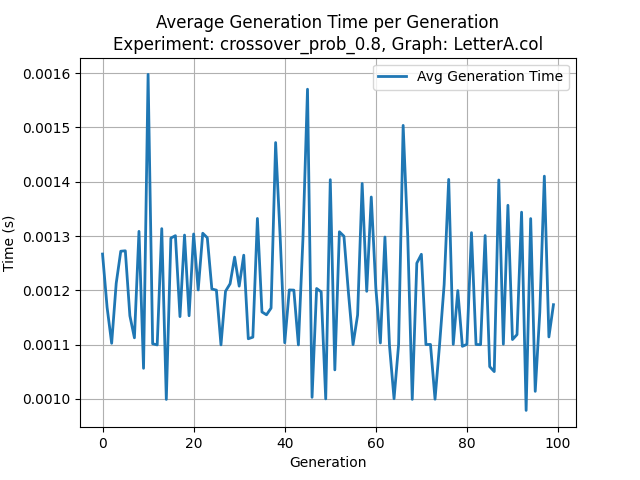 Average Generation Time per Generation
Experiment: crossover_prob_0.8, Graph: LetterA.col
Avg Generation Time
0.0016
0.0015
0.0014
0.0013
0.0012
0.0011
0.0010
Time (s)
0 20 40 60 80 100
Generation